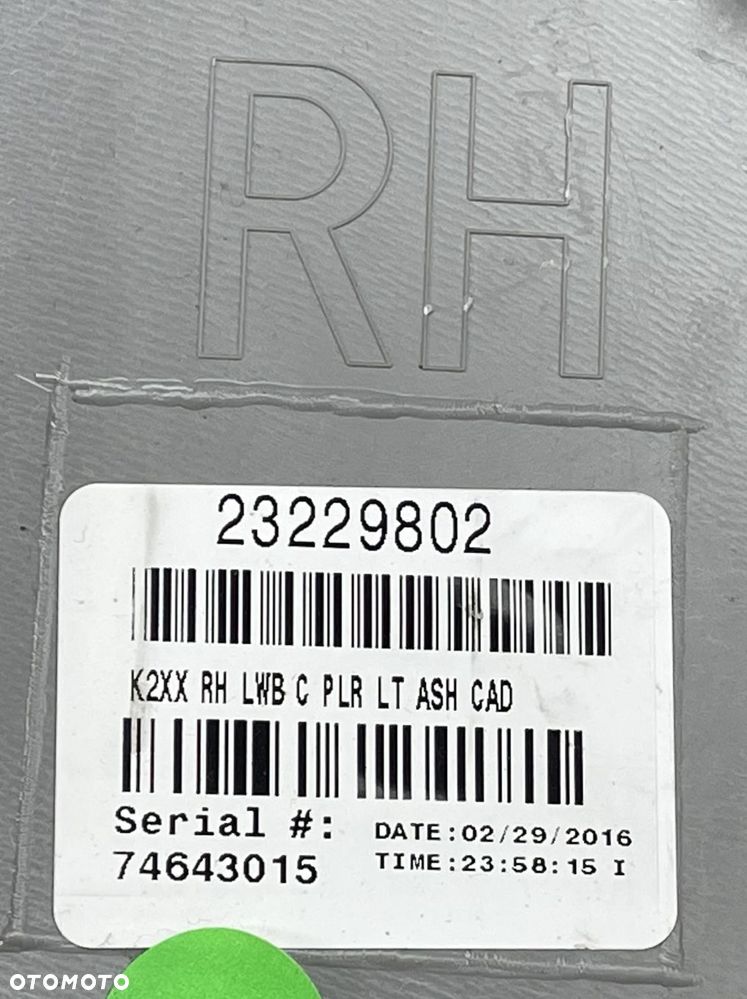 RH
23229802
K2XX RH LWB C PLR LT ASH CAD
Serial #:
74643015
DATE:02/29/2016
TIME:23:58:15 I
OTOMOTO